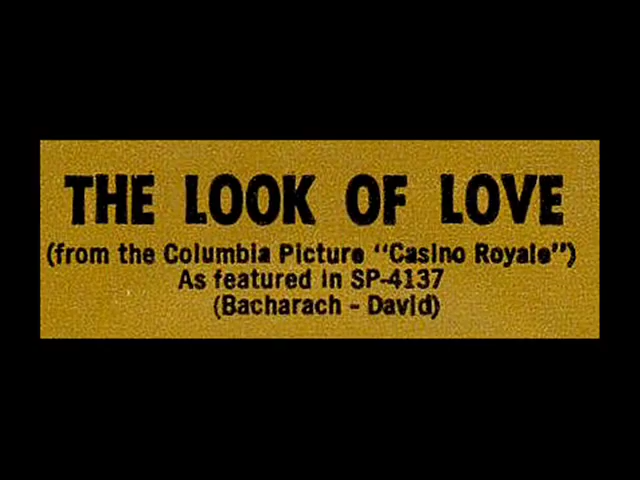 THE LOOK OF LOVE
(from the Columbia Picture "Casino Royale")
As featured in SP-4137
(Bacharach - David)